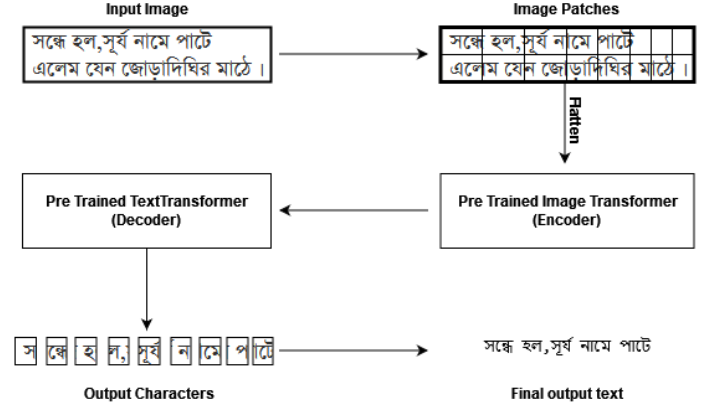 Input Image
Image Patches
সন্ধে হল,সূর্য নামে পাটে
এলেম যেন জোড়াদিঘির মাঠে ।
সন্ধে হল,সূর্য নামে পাটে
এলেম যেন জোড়াদিঘির মাঠে ।
Flatten
Pre Trained TextTransformer
(Decoder)
Pre Trained Image Transformer
(Encoder)
স ন্ধে হ ল, সূর্য ন মে প াটে
সন্ধে হল,সূর্য নামে পাটে
Output Characters
Final output text